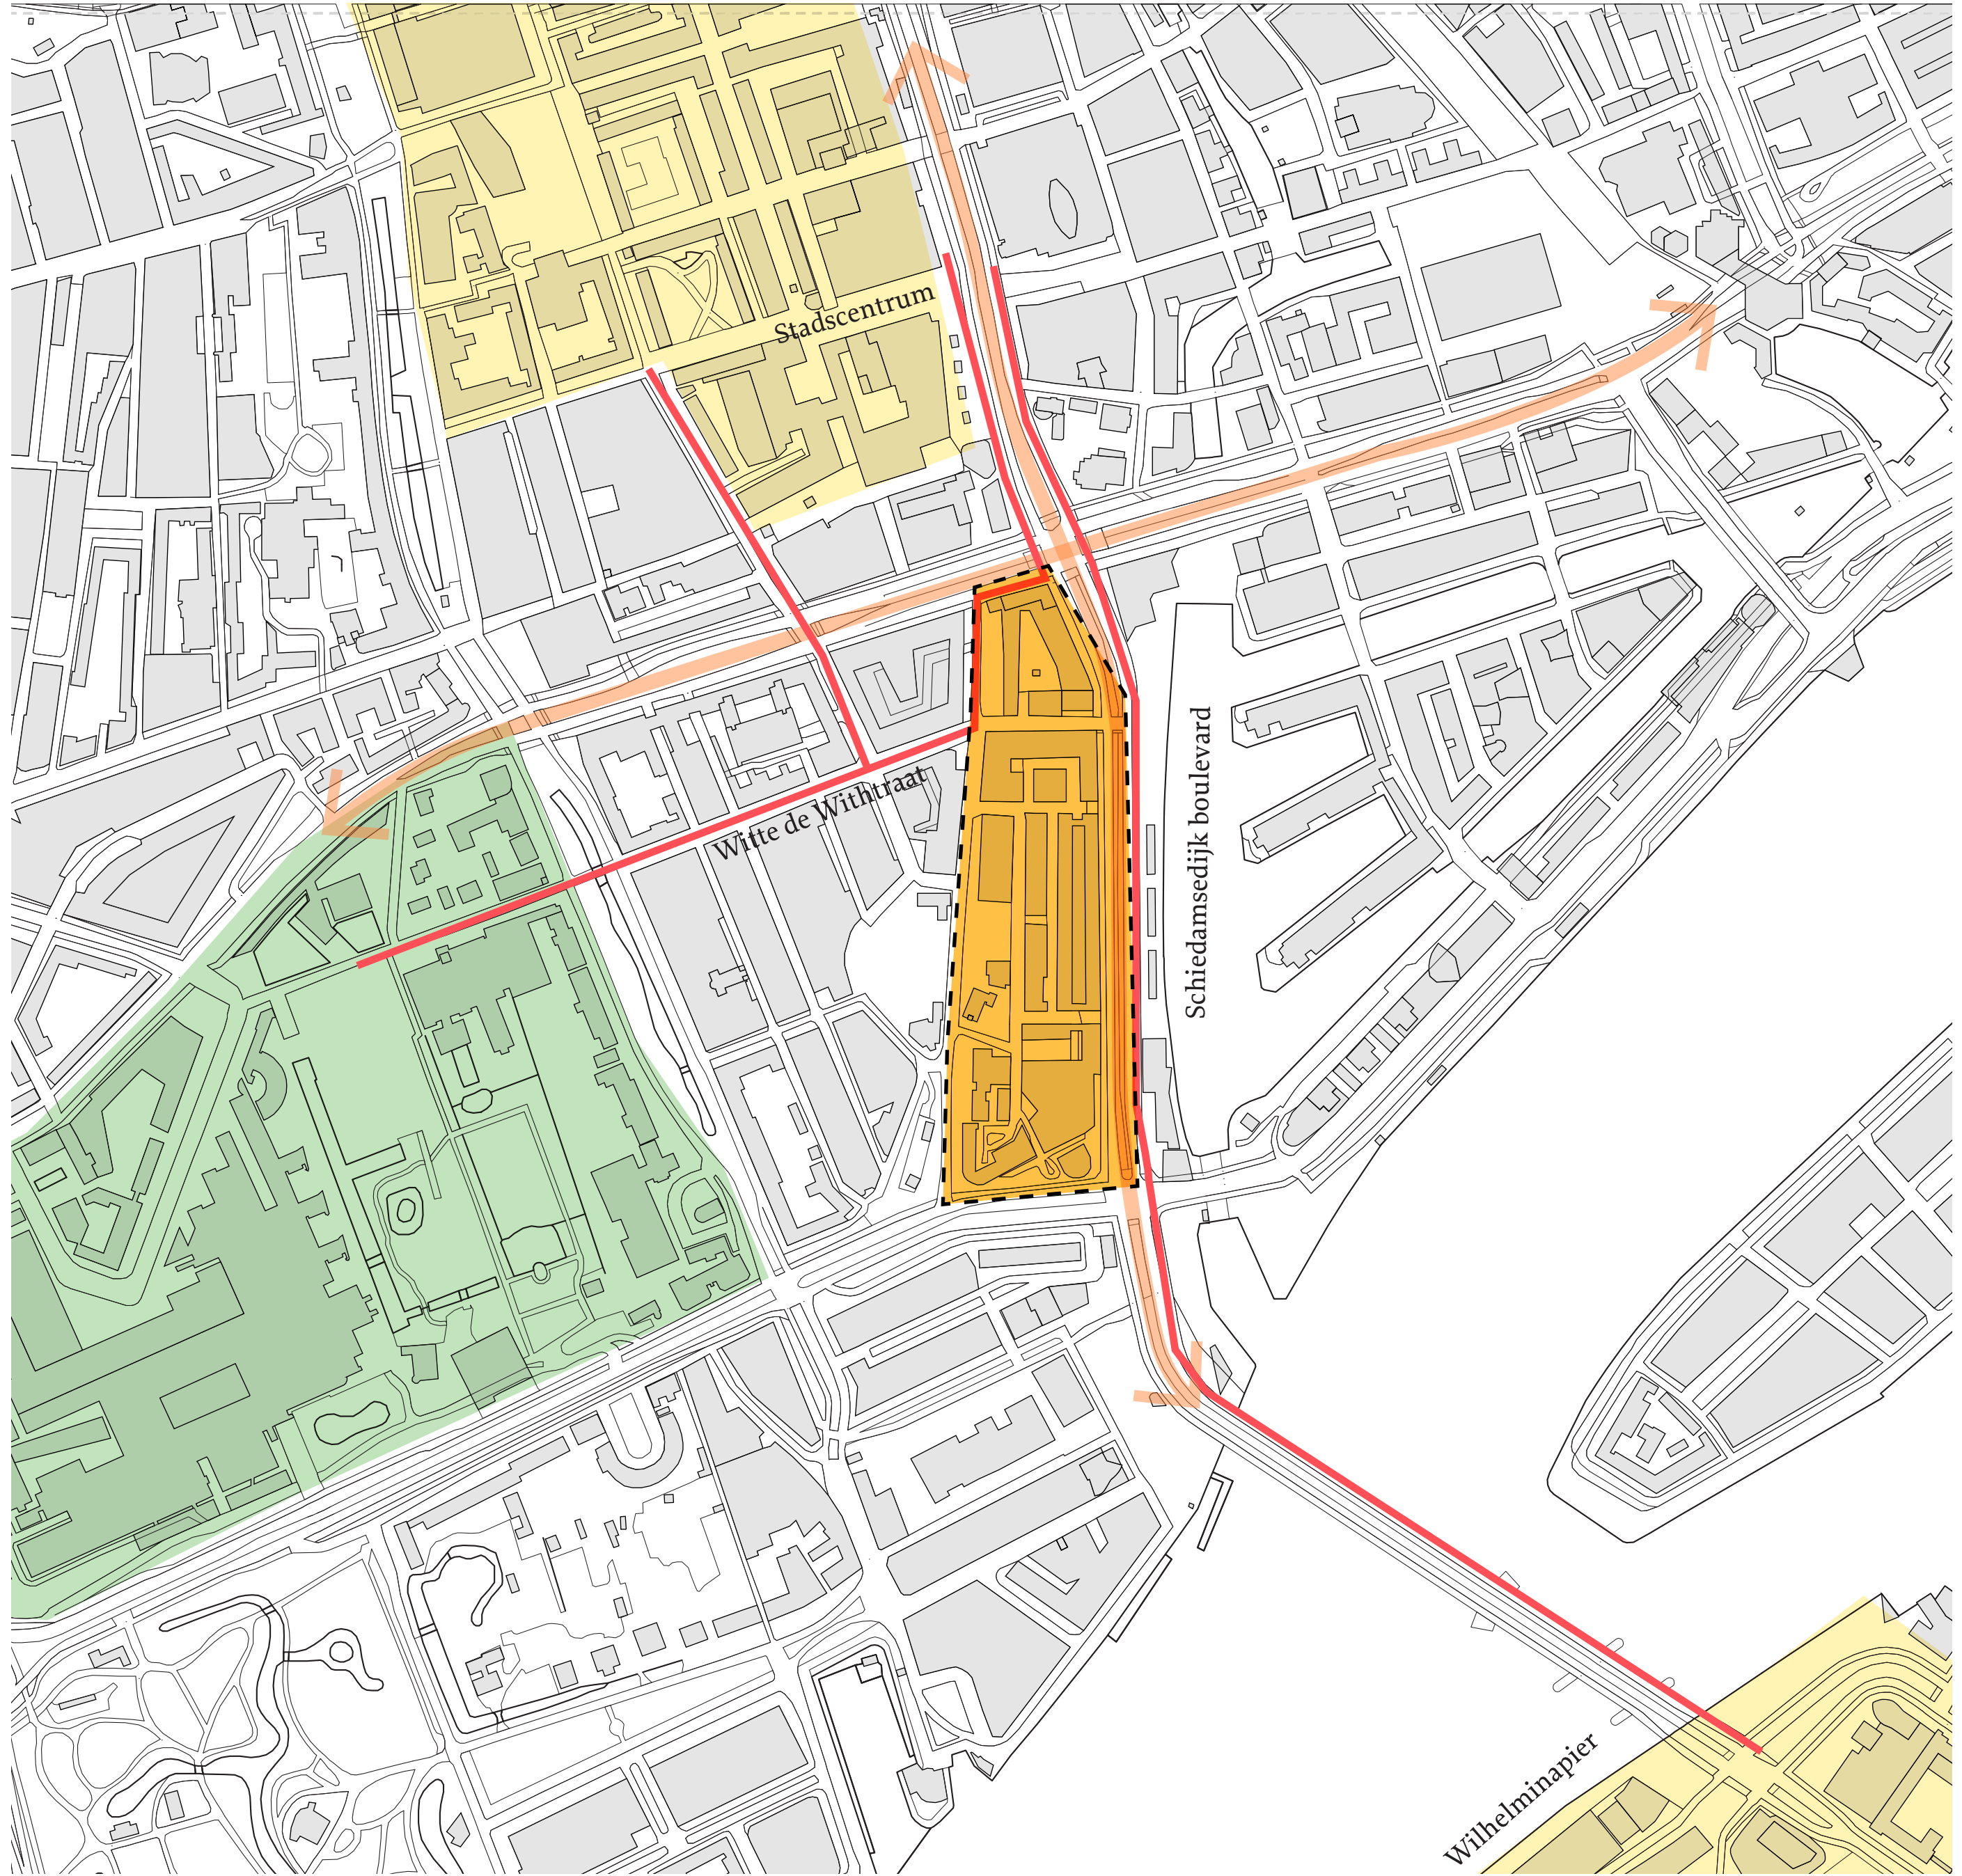 Stadscentrum
Witte de Withtraat
Schiedamsedijk boulevard
Wilhelminapier